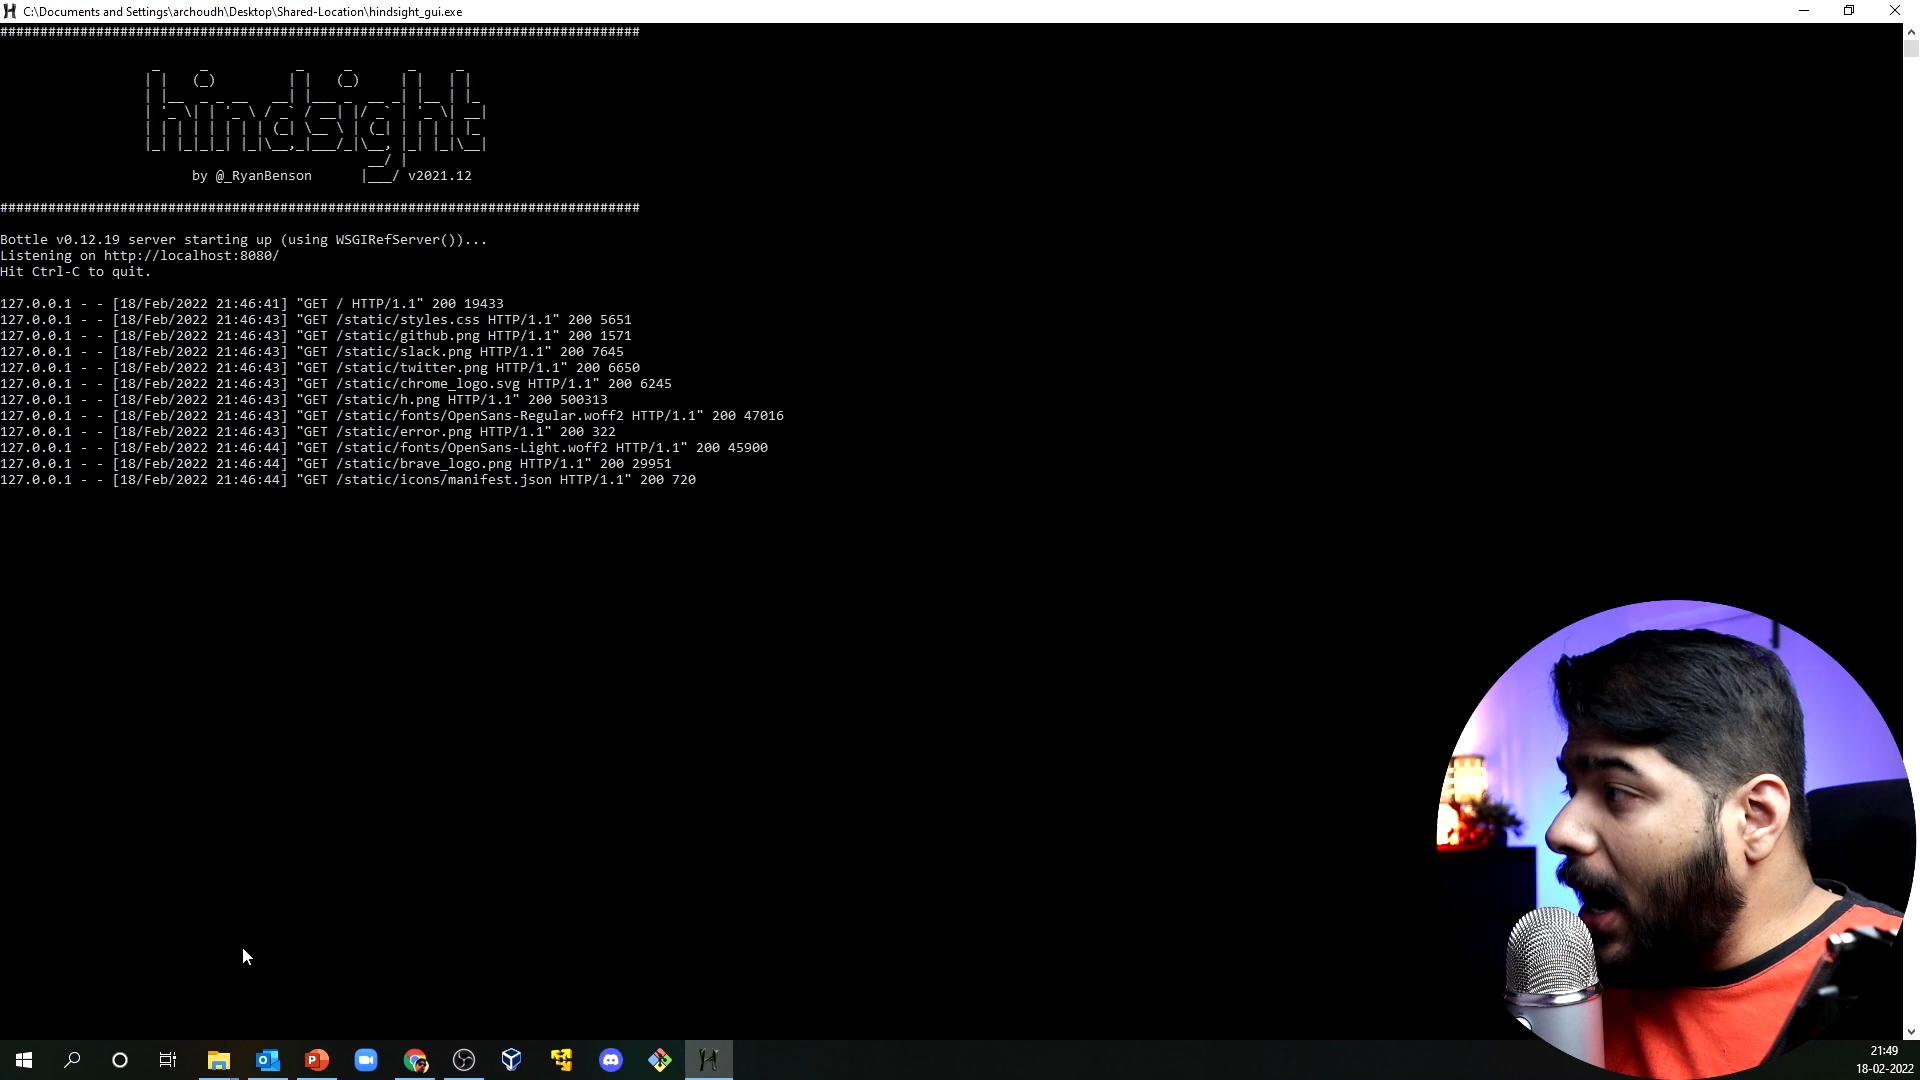 C:\Documents and Settings\archoudh\Desktop\Shared-Location\hindsight_gui.exe
################################################################################
hindsight
by @_RyanBenson |___/ v2021.12
################################################################################
Bottle v0.12.19 server starting up (using WSGIRefServer())...
Listening on http://localhost:8080/
Hit Ctrl-C to quit.
127.0.0.1 - - [18/Feb/2022 21:46:41] "GET / HTTP/1.1" 200 19433
127.0.0.1 - - [18/Feb/2022 21:46:43] "GET /static/styles.css HTTP/1.1" 200 5651
127.0.0.1 - - [18/Feb/2022 21:46:43] "GET /static/github.png HTTP/1.1" 200 1571
127.0.0.1 - - [18/Feb/2022 21:46:43] "GET /static/slack.png HTTP/1.1" 200 7645
127.0.0.1 - - [18/Feb/2022 21:46:43] "GET /static/twitter.png HTTP/1.1" 200 6650
127.0.0.1 - - [18/Feb/2022 21:46:43] "GET /static/chrome_logo.svg HTTP/1.1" 200 6245
127.0.0.1 - - [18/Feb/2022 21:46:43] "GET /static/h.png HTTP/1.1" 200 500313
127.0.0.1 - - [18/Feb/2022 21:46:43] "GET /static/fonts/OpenSans-Regular.woff2 HTTP/1.1" 200 47016
127.0.0.1 - - [18/Feb/2022 21:46:43] "GET /static/error.png HTTP/1.1" 200 322
127.0.0.1 - - [18/Feb/2022 21:46:44] "GET /static/fonts/OpenSans-Light.woff2 HTTP/1.1" 200 45900
127.0.0.1 - - [18/Feb/2022 21:46:44] "GET /static/brave_logo.png HTTP/1.1" 200 29951
127.0.0.1 - - [18/Feb/2022 21:46:44] "GET /static/icons/manifest.json HTTP/1.1" 200 720
21:49
18-02-2022